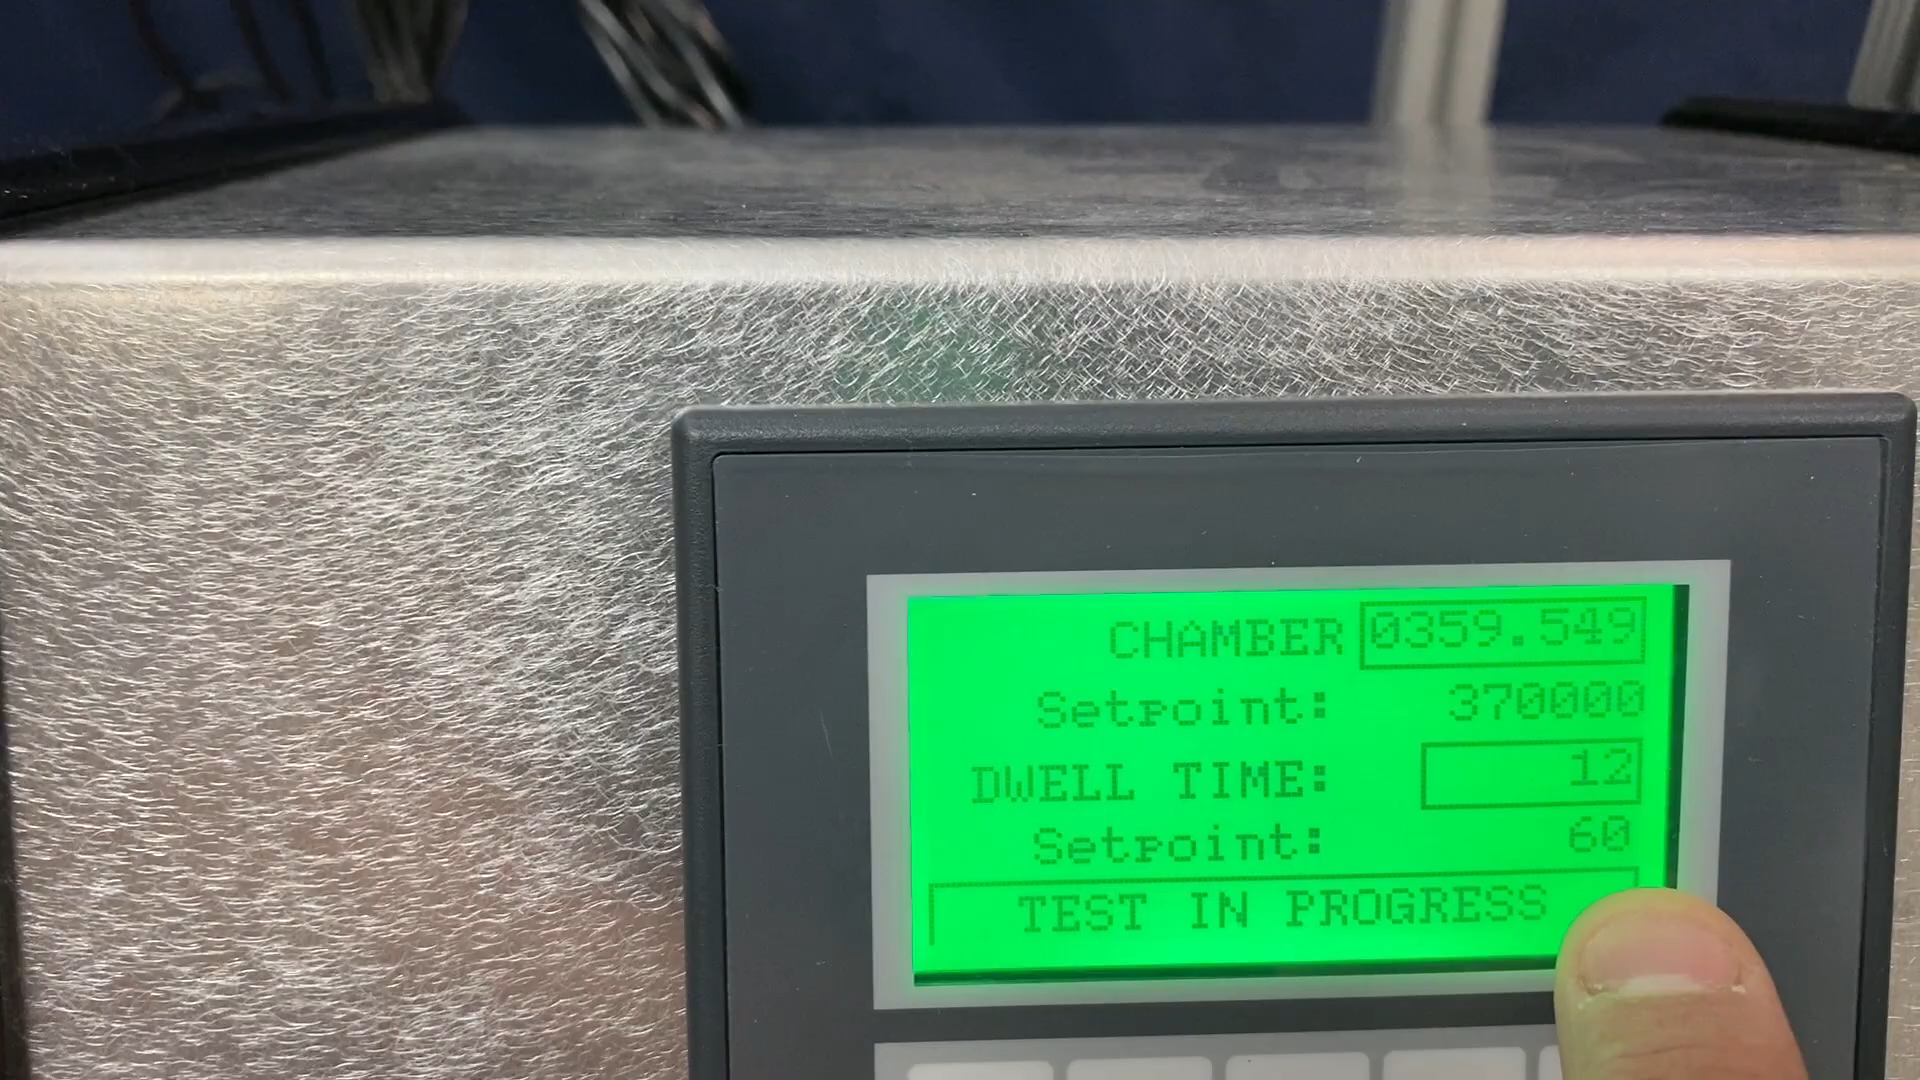 CHAMBER 0359.549
Setpoint: 370000
DWELL TIME: 12
Setpoint: 60
TEST IN PROGRESS